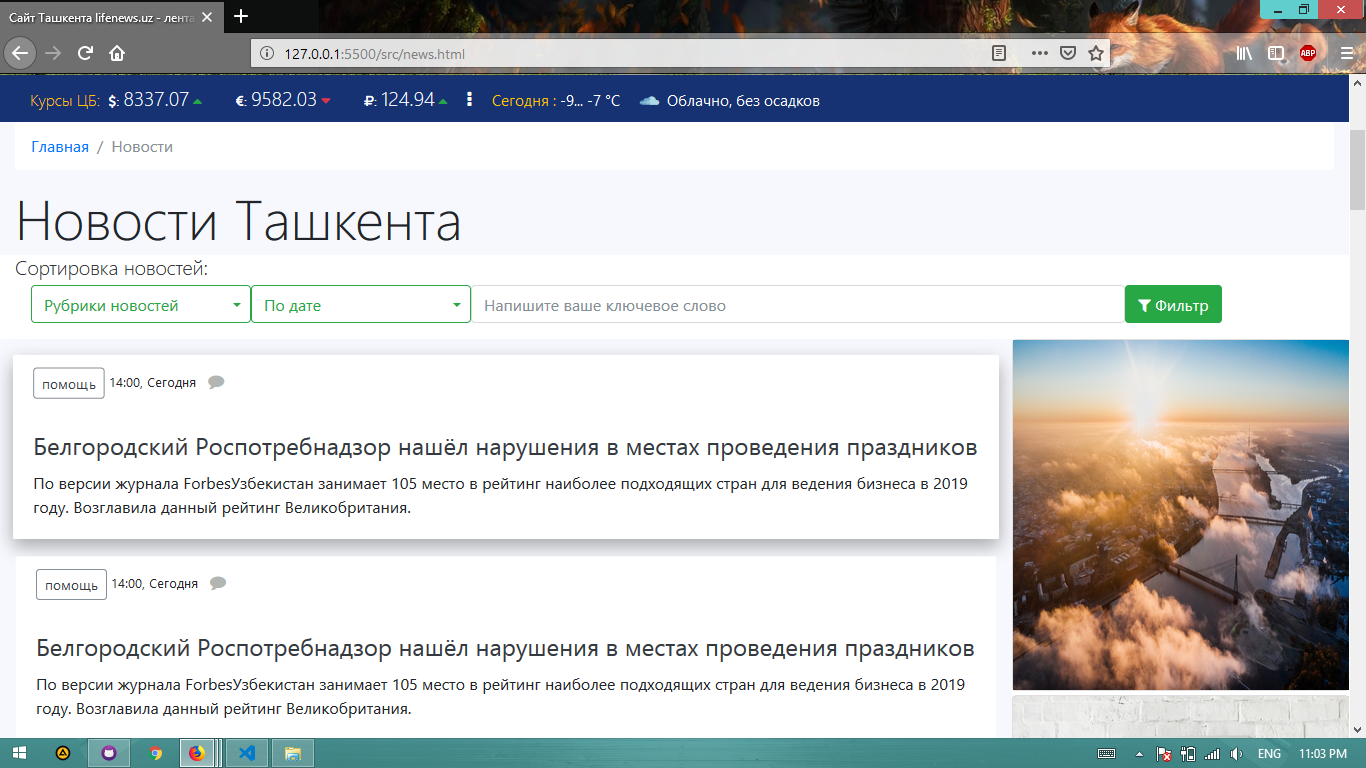 Сайт Ташкента lifenews.uz - лента
127.0.0.1:5500/src/news.html
ABP
Курсы ЦБ: $: 8337.07 €: 9582.03 ₽: 124.94 Сегодня : -9... -7 °C Облачно, без осадков
Главная / Новости
Новости Ташкента
Сортировка новостей:
Рубрики новостей По дате Напишите ваше ключевое слово Фильтр
помощь 14:00, Сегодня
Белгородский Роспотребнадзор нашёл нарушения в местах проведения праздников
По версии журнала ForbesУзбекистан занимает 105 место в рейтинг наиболее подходящих стран для ведения бизнеса в 2019
году. Возглавила данный рейтинг Великобритания.
помощь 14:00, Сегодня
Белгородский Роспотребнадзор нашёл нарушения в местах проведения праздников
По версии журнала ForbesУзбекистан занимает 105 место в рейтинг наиболее подходящих стран для ведения бизнеса в 2019
году. Возглавила данный рейтинг Великобритания.
ENG 11:03 PM